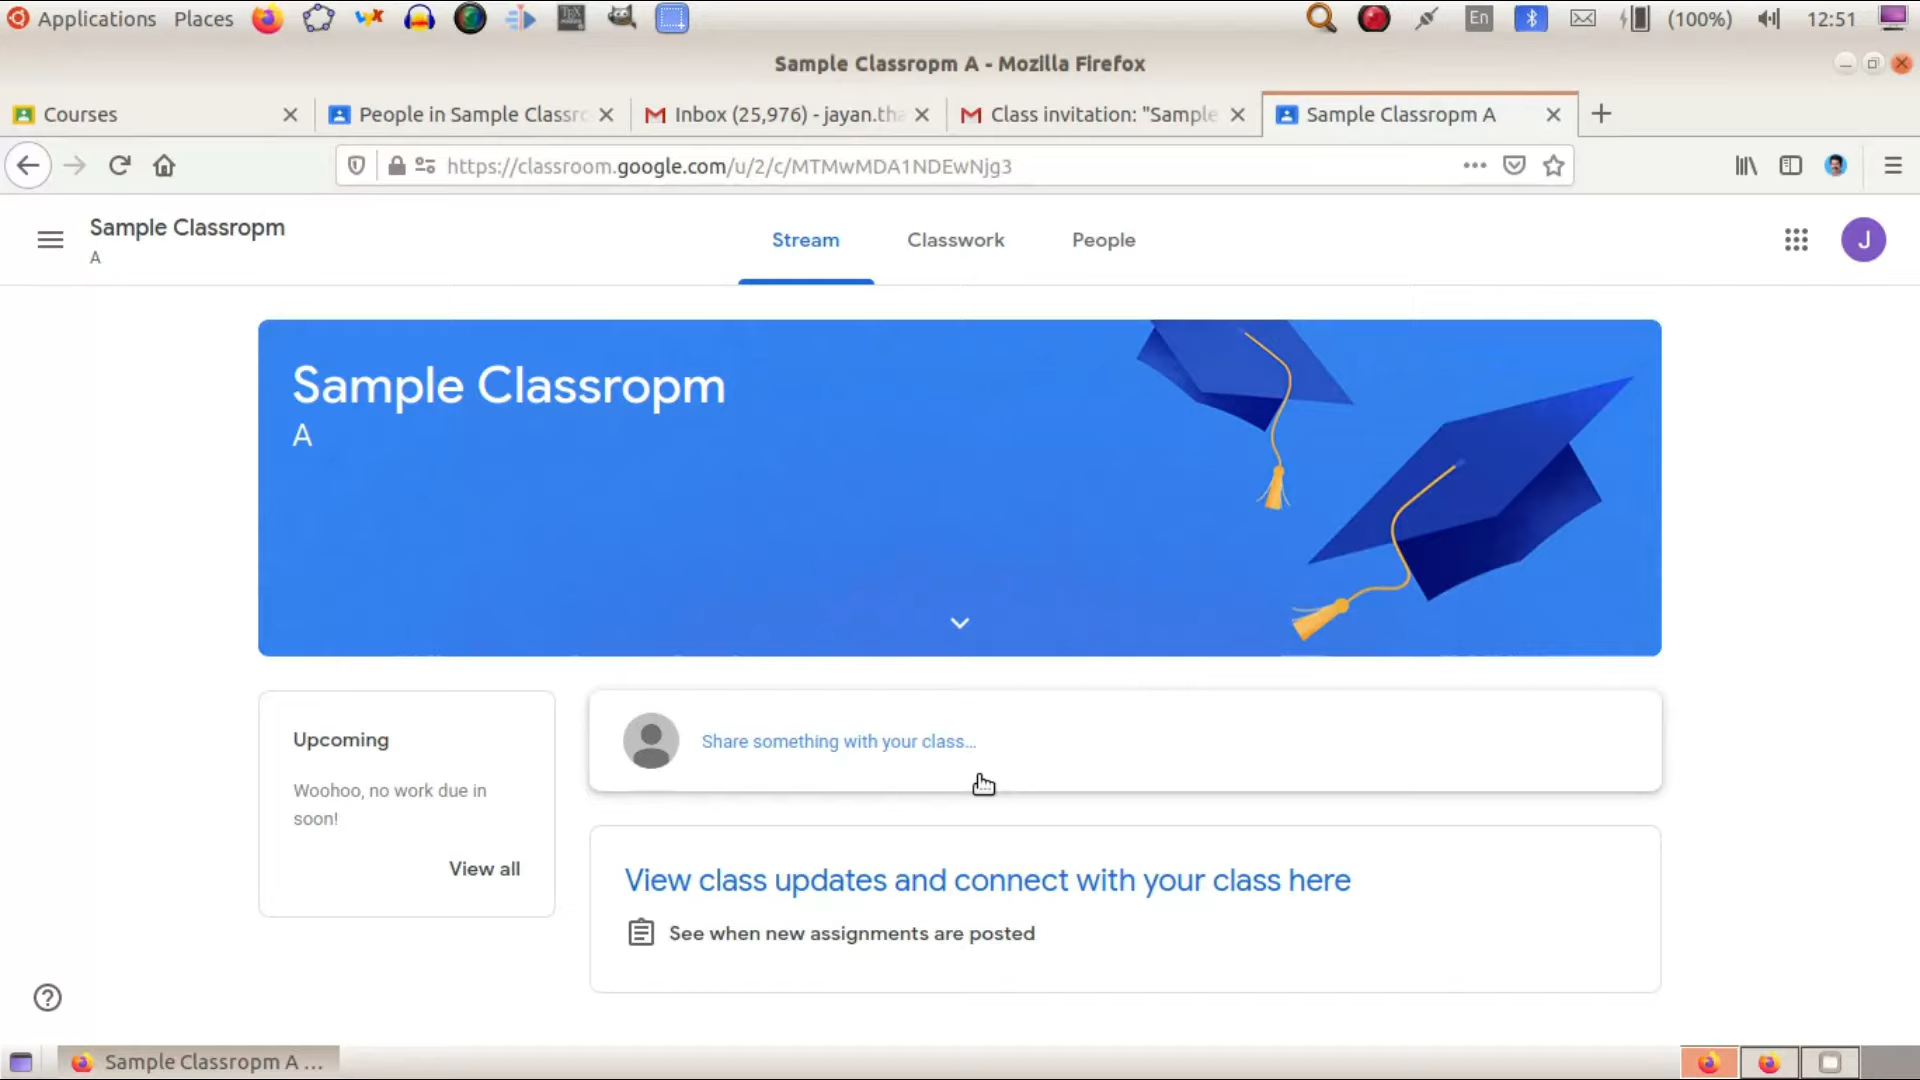 Applications Places En (100%) 12:51
Sample Classropm A - Mozilla Firefox
Courses People in Sample Classro Inbox (25,976) - jayan.tha Class invitation: "Sample Sample Classropm A
https://classroom.google.com/u/2/c/MTMwMDA1NDEwNjg3
Sample Classropm
A
Stream Classwork People
J
Sample Classropm
A
Upcoming
Woohoo, no work due in
soon!
View all
Share something with your class...
View class updates and connect with your class here
See when new assignments are posted
Sample Classropm A ...